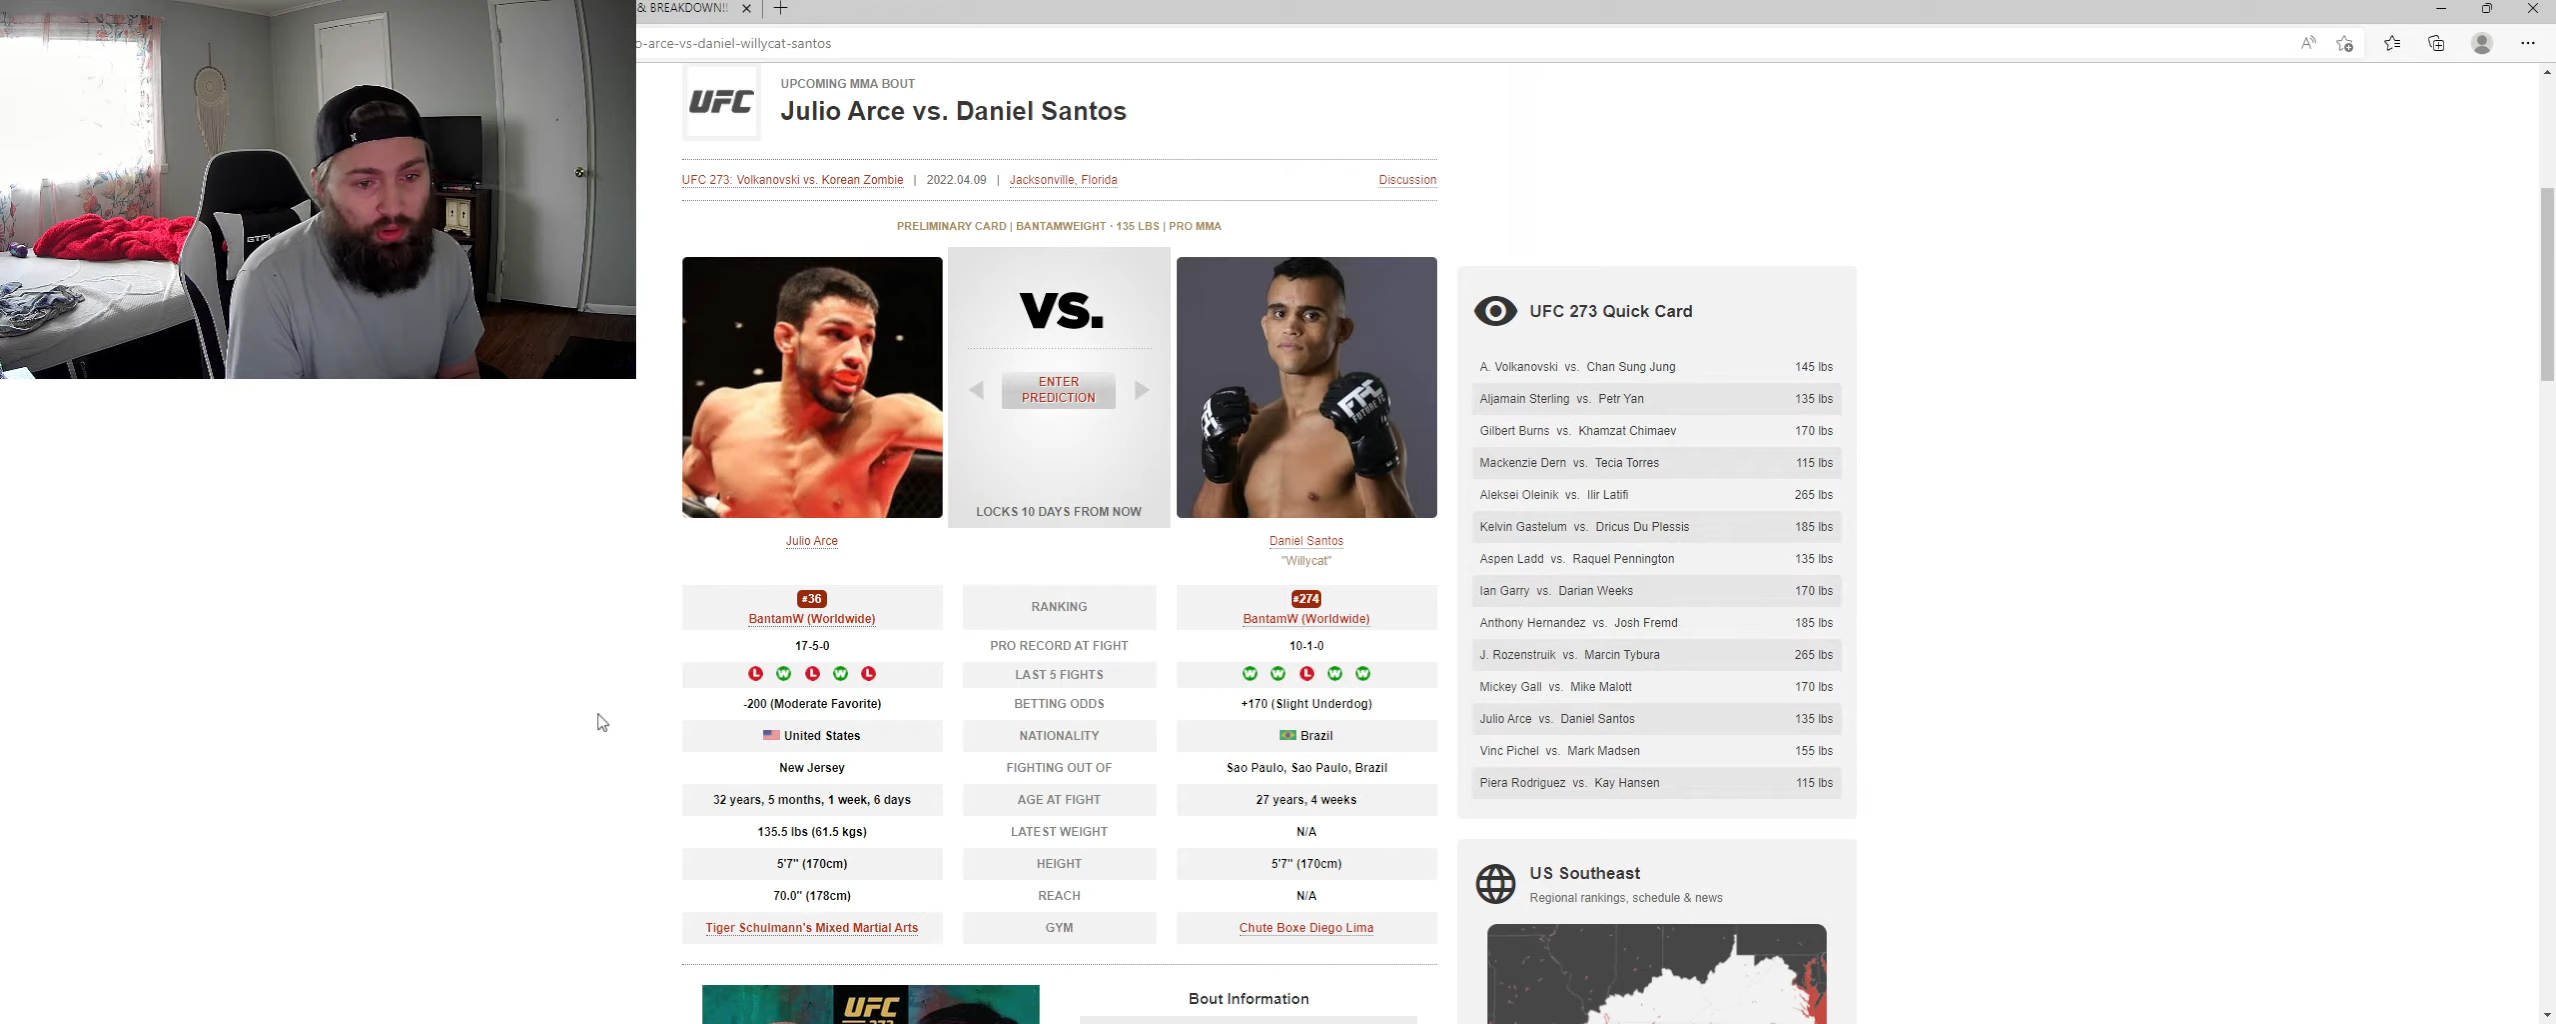 & BREAKDOWN!!
o-arce-vs-daniel-willycat-santos
UFC
UPCOMING MMA BOUT
Julio Arce vs. Daniel Santos
UFC 273: Volkanovski vs. Korean Zombie | 2022.04.09 | Jacksonville, Florida
Discussion
PRELIMINARY CARD | BANTAMWEIGHT · 135 LBS | PRO MMA
VS.
ENTER
PREDICTION
LOCKS 10 DAYS FROM NOW
FFC
FUTURE FC
Julio Arce
Daniel Santos
"Willycat"
#36
BantamW (Worldwide)
RANKING
#274
BantamW (Worldwide)
17-5-0 PRO RECORD AT FIGHT 10-1-0
L W L W L LAST 5 FIGHTS W W L W W
-200 (Moderate Favorite) BETTING ODDS +170 (Slight Underdog)
United States NATIONALITY Brazil
New Jersey FIGHTING OUT OF Sao Paulo, Sao Paulo, Brazil
32 years, 5 months, 1 week, 6 days AGE AT FIGHT 27 years, 4 weeks
135.5 lbs (61.5 kgs) LATEST WEIGHT N/A
5'7" (170cm) HEIGHT 5'7" (170cm)
70.0" (178cm) REACH N/A
Tiger Schulmann's Mixed Martial Arts GYM Chute Boxe Diego Lima
UFC
273
Bout Information
UFC 273 Quick Card
A. Volkanovski vs. Chan Sung Jung 145 lbs
Aljamain Sterling vs. Petr Yan 135 lbs
Gilbert Burns vs. Khamzat Chimaev 170 lbs
Mackenzie Dern vs. Tecia Torres 115 lbs
Aleksei Oleinik vs. Ilir Latifi 265 lbs
Kelvin Gastelum vs. Dricus Du Plessis 185 lbs
Aspen Ladd vs. Raquel Pennington 135 lbs
Ian Garry vs. Darian Weeks 170 lbs
Anthony Hernandez vs. Josh Fremd 185 lbs
J. Rozenstruik vs. Marcin Tybura 265 lbs
Mickey Gall vs. Mike Malott 170 lbs
Julio Arce vs. Daniel Santos 135 lbs
Vinc Pichel vs. Mark Madsen 155 lbs
Piera Rodriguez vs. Kay Hansen 115 lbs
US Southeast
Regional rankings, schedule & news